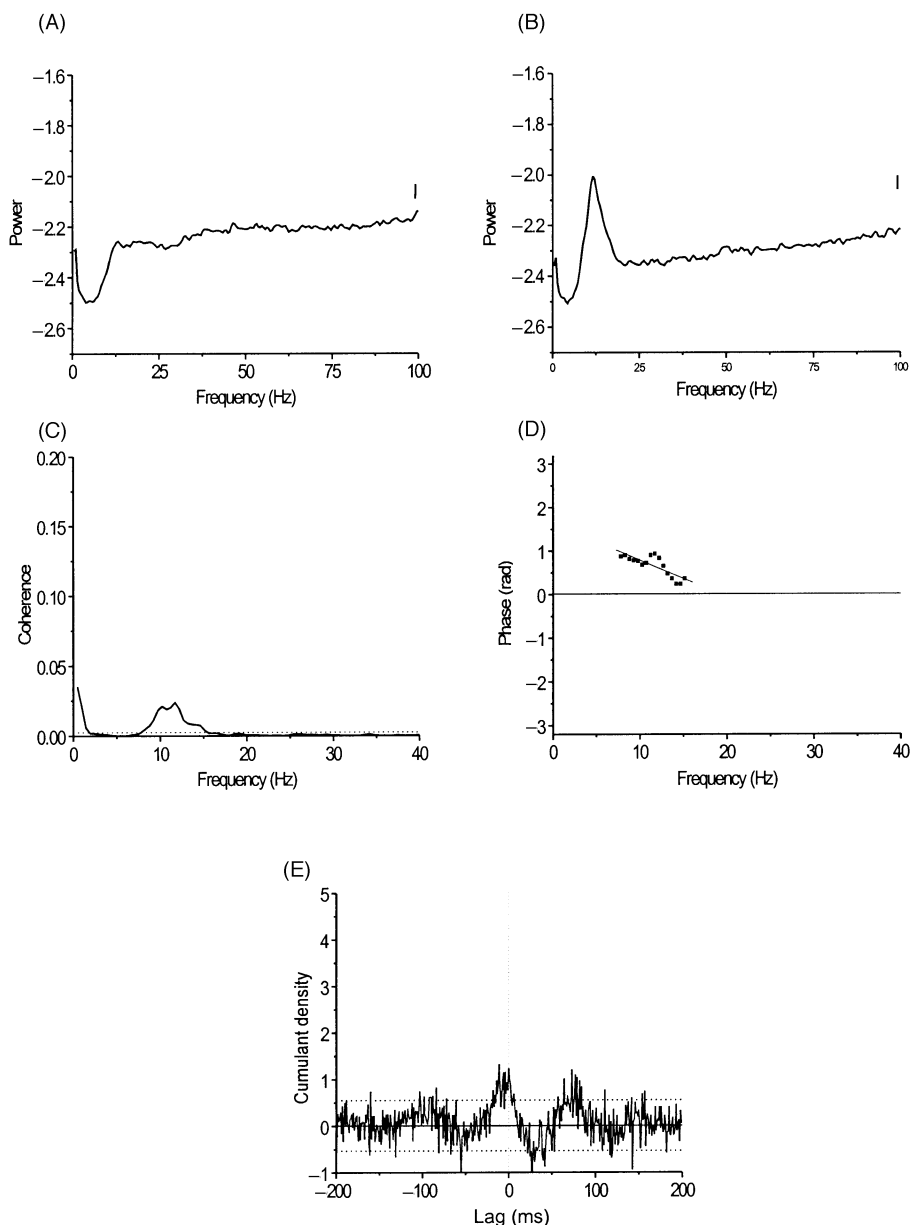 (A)
−1.6
−1.8
−2.0
−2.2
−2.4
−2.6
Power
0 25 50 75 100
Frequency (Hz)
(B)
−1.6
−1.8
−2.0
−2.2
−2.4
−2.6
Power
0 25 50 75 100
Frequency (Hz)
(C)
0.20
0.15
0.10
0.05
0.00
Coherence
0 10 20 30 40
Frequency (Hz)
(D)
3
2
1
0
−1
−2
−3
Phase (rad)
0 10 20 30 40
Frequency (Hz)
(E)
5
4
3
2
1
0
−1
Cumulant density
−200 −100 0 100 200
Lag (ms)